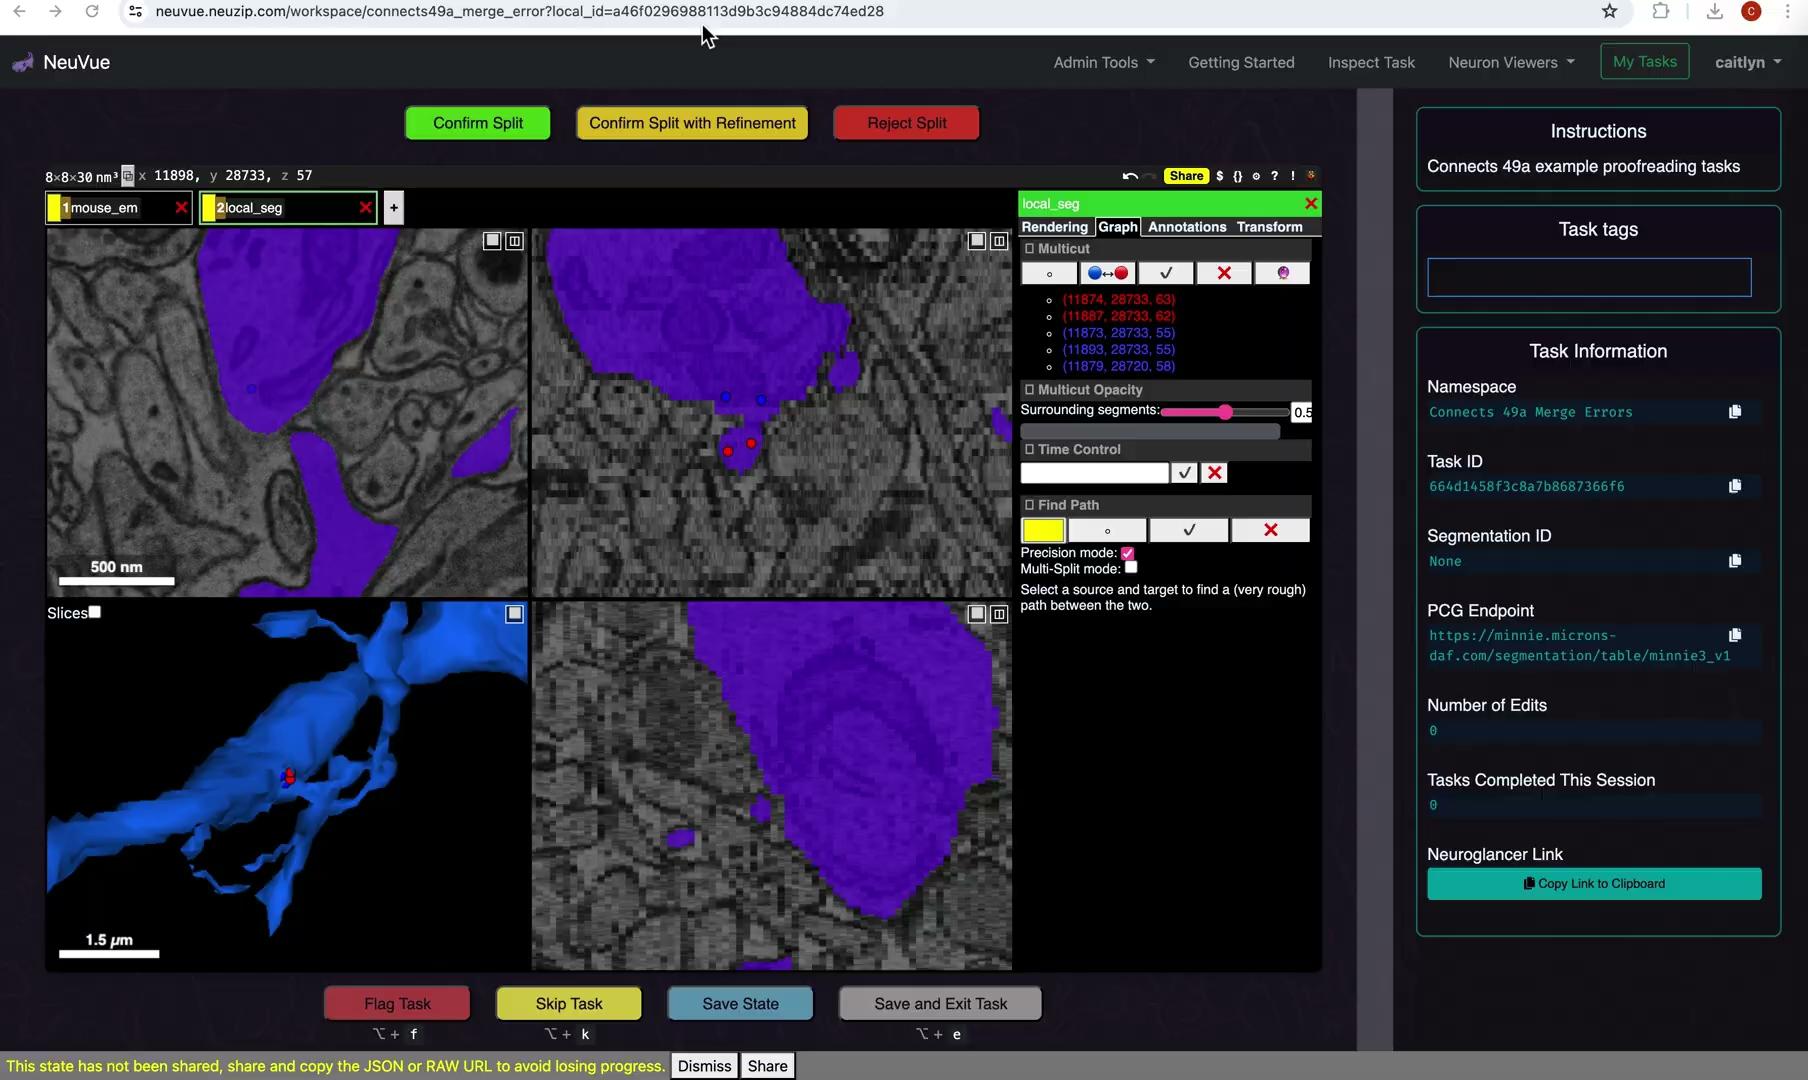 neuvue.neuzip.com/workspace/connects49a_merge_error?local_id=a46f0296988113d9b3c94884dc74ed28
C
NeuVue
Admin Tools
Getting Started
Inspect Task
Neuron Viewers
My Tasks
caitlyn
Confirm Split
Confirm Split with Refinement
Reject Split
8×8×30 nm³ x 11898, y 28733, z 57
Share $ {} ⚙ ? !
1 mouse_em
2 local_seg
+
500 nm
Slices
1.5 μm
local_seg
Rendering Graph Annotations Transform
Multicut
(11874, 28733, 63)
(11887, 28733, 62)
(11873, 28733, 55)
(11893, 28733, 55)
(11879, 28720, 58)
Multicut Opacity
Surrounding segments: 0.5
Time Control
Find Path
Precision mode:
Multi-Split mode:
Select a source and target to find a (very rough)
path between the two.
Instructions
Connects 49a example proofreading tasks
Task tags
Task Information
Namespace
Connects 49a Merge Errors
Task ID
664d1458f3c8a7b8687366f6
Segmentation ID
None
PCG Endpoint
https://minnie.microns-
daf.com/segmentation/table/minnie3_v1
Number of Edits
0
Tasks Completed This Session
0
Neuroglancer Link
Copy Link to Clipboard
Flag Task
Skip Task
Save State
Save and Exit Task
⌥ + f
⌥ + k
⌥ + e
This state has not been shared, share and copy the JSON or RAW URL to avoid losing progress. Dismiss Share